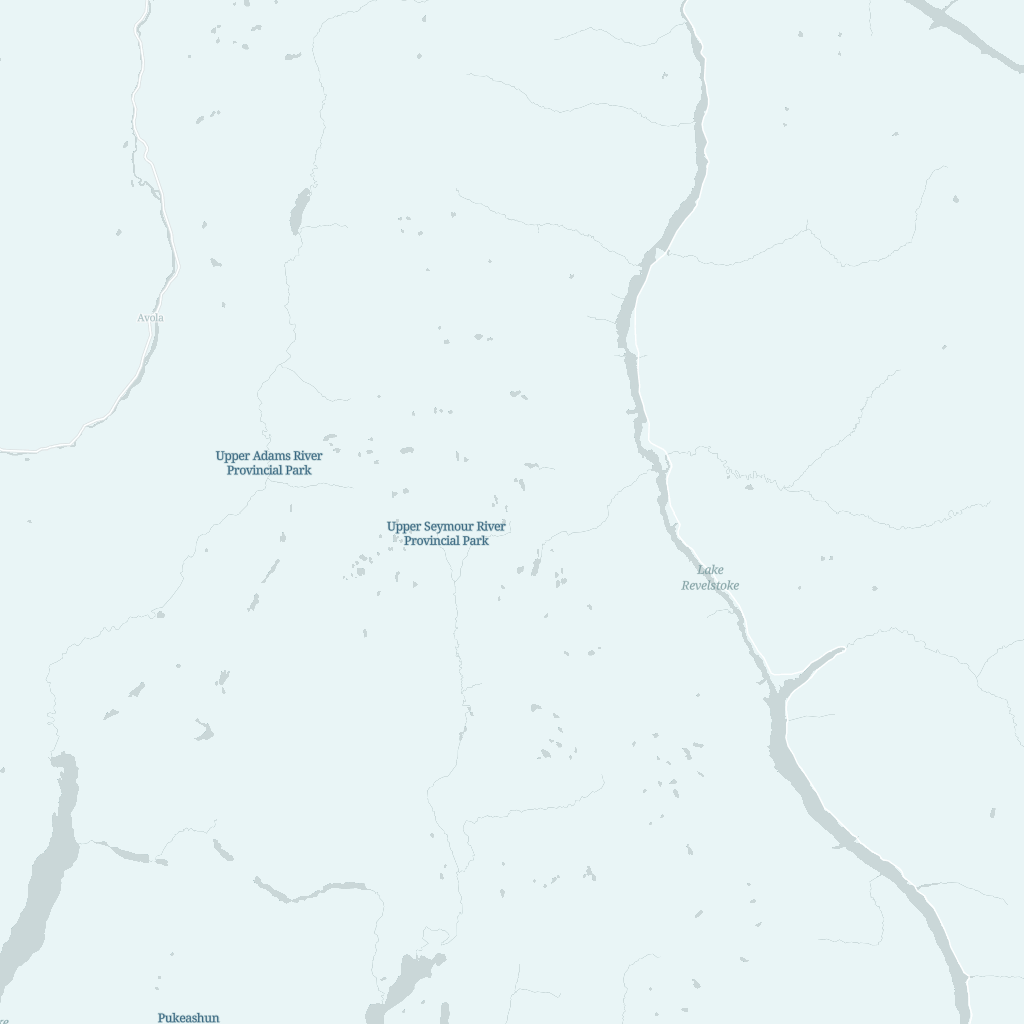 Avola
Upper Adams River
Provincial Park
Upper Seymour River
Provincial Park
Lake
Revelstoke
Pukeashun